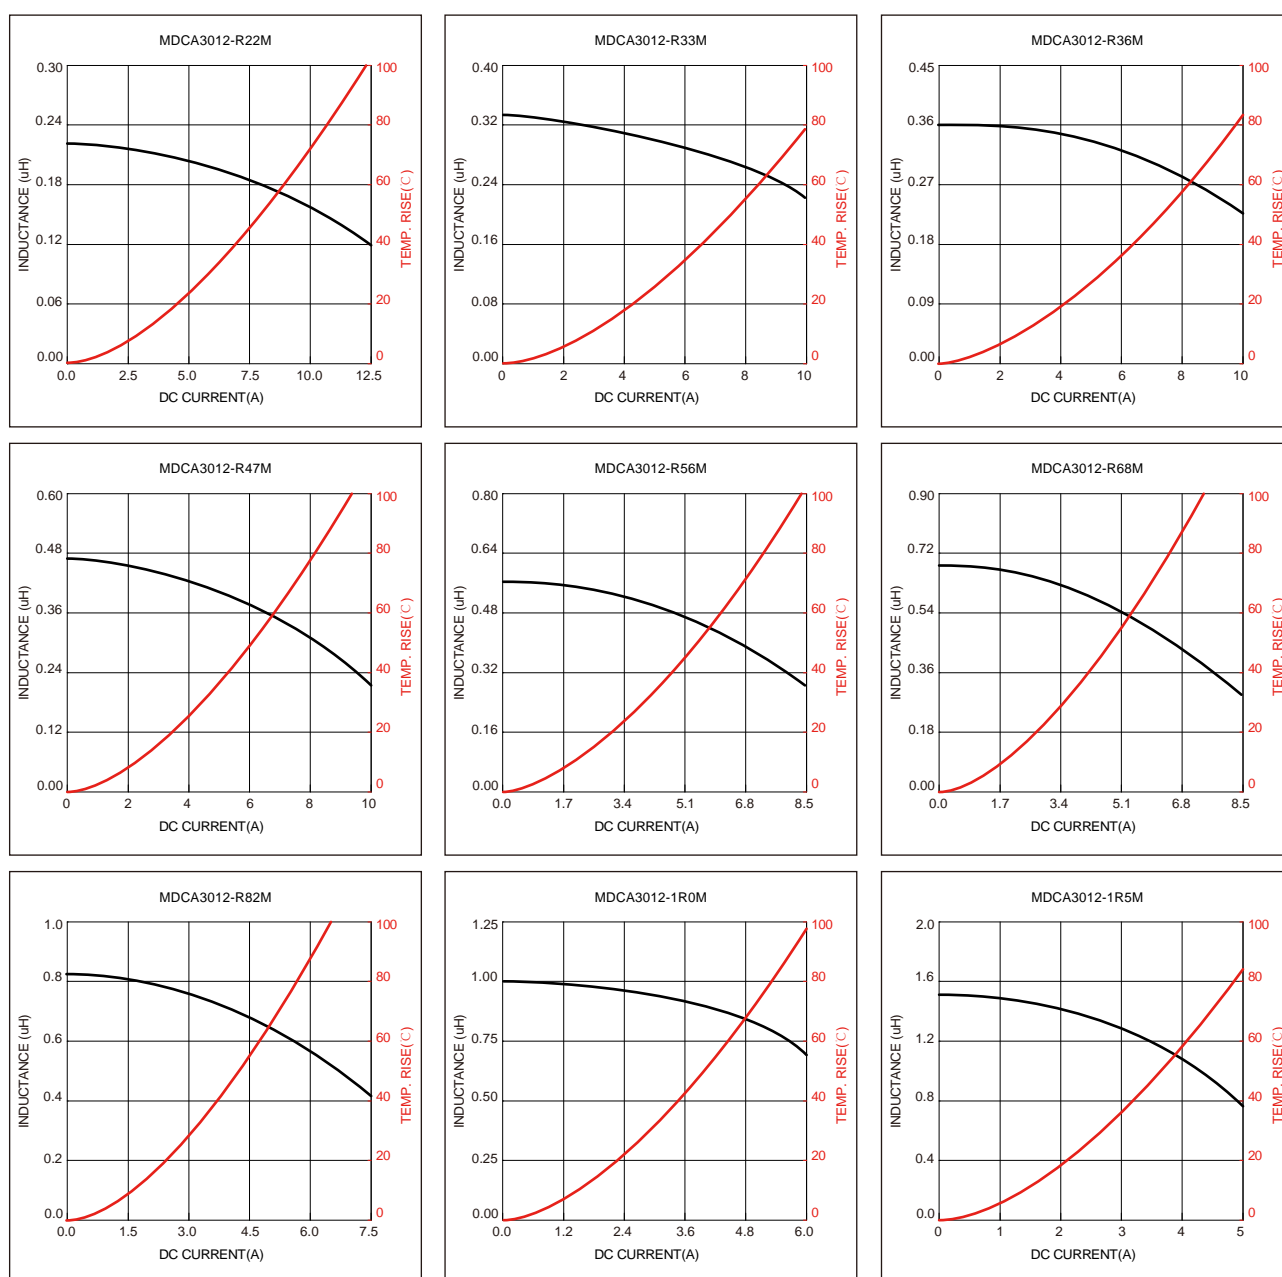 MDCA3012-R22M
INDUCTANCE (uH)
0.30
0.24
0.18
0.12
0.06
0.00
100
80
60
40
20
0
TEMP. RISE(℃)
0.0 2.5 5.0 7.5 10.0 12.5
DC CURRENT(A)
MDCA3012-R33M
INDUCTANCE (uH)
0.40
0.32
0.24
0.16
0.08
0.00
100
80
60
40
20
0
TEMP. RISE(℃)
0 2 4 6 8 10
DC CURRENT(A)
MDCA3012-R36M
INDUCTANCE (uH)
0.45
0.36
0.27
0.18
0.09
0.00
100
80
60
40
20
0
TEMP. RISE(℃)
0 2 4 6 8 10
DC CURRENT(A)
MDCA3012-R47M
INDUCTANCE (uH)
0.60
0.48
0.36
0.24
0.12
0.00
100
80
60
40
20
0
TEMP. RISE(℃)
0 2 4 6 8 10
DC CURRENT(A)
MDCA3012-R56M
INDUCTANCE (uH)
0.80
0.64
0.48
0.32
0.16
0.00
100
80
60
40
20
0
TEMP. RISE(℃)
0.0 1.7 3.4 5.1 6.8 8.5
DC CURRENT(A)
MDCA3012-R68M
INDUCTANCE (uH)
0.90
0.72
0.54
0.36
0.18
0.00
100
80
60
40
20
0
TEMP. RISE(℃)
0.0 1.7 3.4 5.1 6.8 8.5
DC CURRENT(A)
MDCA3012-R82M
INDUCTANCE (uH)
1.0
0.8
0.6
0.4
0.2
0.0
100
80
60
40
20
0
TEMP. RISE(℃)
0.0 1.5 3.0 4.5 6.0 7.5
DC CURRENT(A)
MDCA3012-1R0M
INDUCTANCE (uH)
1.25
1.00
0.75
0.50
0.25
0.00
100
80
60
40
20
0
TEMP. RISE(℃)
0.0 1.2 2.4 3.6 4.8 6.0
DC CURRENT(A)
MDCA3012-1R5M
INDUCTANCE (uH)
2.0
1.6
1.2
0.8
0.4
0.0
100
80
60
40
20
0
TEMP. RISE(℃)
0 1 2 3 4 5
DC CURRENT(A)